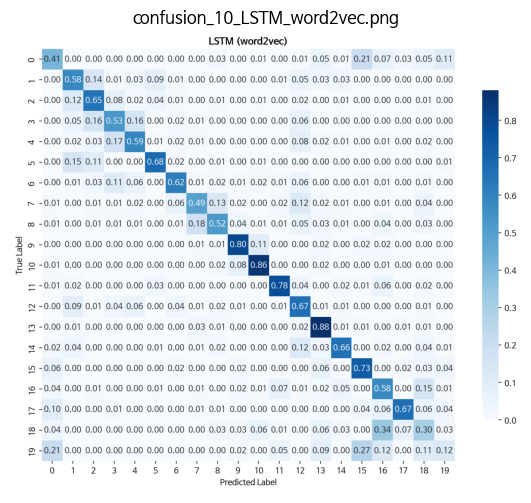 confusion_10_LSTM_word2vec.png
LSTM (word2vec)
0 0.41 0.00 0.00 0.00 0.00 0.00 0.00 0.00 0.03 0.00 0.01 0.00 0.01 0.05 0.01 0.21 0.07 0.03 0.05 0.11
1 0.00 0.58 0.14 0.01 0.03 0.09 0.01 0.00 0.00 0.00 0.00 0.01 0.05 0.03 0.03 0.00 0.00 0.00 0.00 0.00
2 0.00 0.12 0.65 0.08 0.02 0.04 0.01 0.00 0.00 0.00 0.00 0.01 0.02 0.01 0.01 0.00 0.00 0.00 0.00 0.00
3 0.00 0.05 0.16 0.53 0.16 0.00 0.02 0.01 0.00 0.00 0.00 0.00 0.06 0.00 0.00 0.00 0.00 0.00 0.00 0.00
4 0.00 0.02 0.03 0.17 0.59 0.01 0.02 0.01 0.00 0.00 0.00 0.00 0.08 0.02 0.01 0.00 0.00 0.00 0.00 0.00
5 0.00 0.15 0.11 0.00 0.00 0.68 0.02 0.00 0.01 0.00 0.00 0.00 0.00 0.01 0.00 0.00 0.00 0.00 0.00 0.00
6 0.00 0.01 0.03 0.11 0.06 0.00 0.62 0.02 0.01 0.02 0.01 0.02 0.06 0.01 0.00 0.00 0.00 0.00 0.00 0.00
7 0.00 0.01 0.00 0.01 0.01 0.02 0.00 0.06 0.49 0.13 0.00 0.00 0.00 0.12 0.02 0.01 0.00 0.00 0.00 0.04 0.00
8 0.01 0.01 0.00 0.00 0.01 0.00 0.01 0.18 0.52 0.04 0.01 0.01 0.05 0.03 0.01 0.00 0.04 0.00 0.03 0.00
9 0.00 0.00 0.00 0.00 0.00 0.00 0.00 0.00 0.01 0.80 0.11 0.00 0.00 0.02 0.00 0.02 0.02 0.00 0.01 0.00
10 0.01 0.00 0.00 0.00 0.00 0.00 0.00 0.00 0.02 0.08 0.86 0.00 0.00 0.01 0.00 0.01 0.00 0.00 0.01 0.00
11 0.01 0.02 0.00 0.00 0.00 0.03 0.00 0.00 0.01 0.00 0.00 0.78 0.04 0.01 0.00 0.01 0.06 0.00 0.02 0.00
12 0.00 0.09 0.01 0.04 0.06 0.00 0.04 0.01 0.02 0.00 0.01 0.02 0.67 0.01 0.02 0.00 0.00 0.00 0.00 0.00
13 0.01 0.00 0.00 0.00 0.00 0.00 0.00 0.03 0.01 0.00 0.00 0.00 0.02 0.88 0.01 0.01 0.00 0.00 0.01 0.00
14 0.02 0.04 0.00 0.00 0.01 0.00 0.00 0.01 0.00 0.00 0.00 0.00 0.12 0.03 0.66 0.00 0.02 0.00 0.04 0.01
15 0.06 0.00 0.00 0.00 0.00 0.01 0.00 0.00 0.00 0.00 0.00 0.00 0.00 0.05 0.00 0.73 0.00 0.02 0.03 0.04
16 0.04 0.00 0.01 0.00 0.00 0.00 0.01 0.01 0.02 0.01 0.01 0.07 0.01 0.02 0.05 0.00 0.58 0.00 0.15 0.01
17 0.10 0.00 0.00 0.01 0.00 0.00 0.00 0.00 0.01 0.00 0.00 0.00 0.00 0.01 0.00 0.04 0.06 0.67 0.06 0.04
18 0.04 0.00 0.00 0.00 0.00 0.00 0.00 0.00 0.03 0.03 0.06 0.01 0.00 0.03 0.02 0.02 0.34 0.07 0.30 0.03
19 0.21 0.00 0.00 0.00 0.00 0.01 0.00 0.00 0.01 0.00 0.02 0.05 0.00 0.09 0.00 0.27 0.12 0.00 0.11 0.12
0 1 2 3 4 5 6 7 8 9 10 11 12 13 14 15 16 17 18 19
Predicted Label
True Label
0.8
0.7
0.6
0.5
0.4
0.3
0.2
0.1
0.0